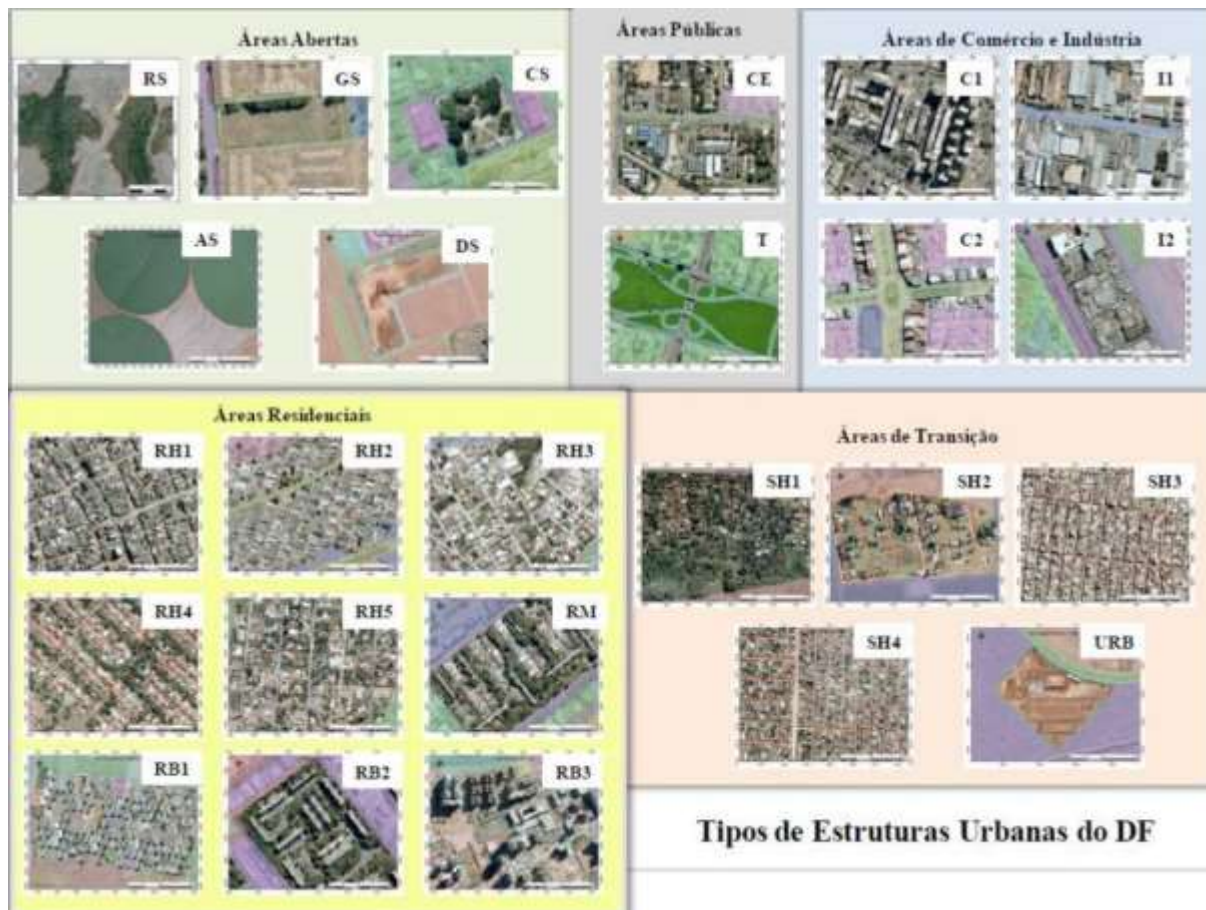 Áreas Abertas
RS
GS
CS
AS
DS
Áreas Públicas
CE
T
Áreas de Comércio e Indústria
C1
I1
C2
I2
Áreas Residenciais
RH1
RH2
RH3
RH4
RH5
RM
RB1
RB2
RB3
Áreas de Transição
SH1
SH2
SH3
SH4
URB
Tipos de Estruturas Urbanas do DF